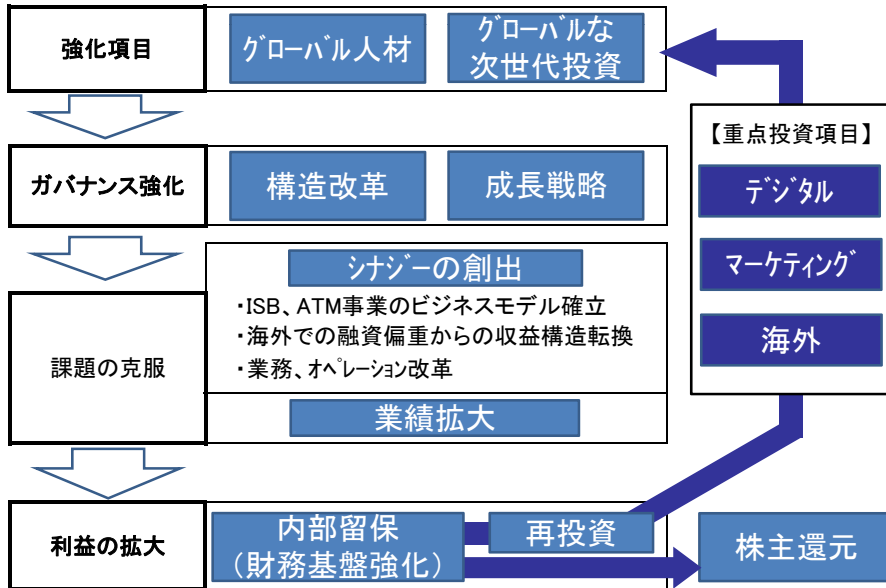 強化項目
グローバル人材
グローバルな
次世代投資
【重点投資項目】
デジタル
マーケティング
海外
ガバナンス強化
構造改革
成長戦略
課題の克服
シナジーの創出
・ISB、ATM事業のビジネスモデル確立
・海外での融資偏重からの収益構造転換
・業務、オペレーション改革
業績拡大
利益の拡大
内部留保
（財務基盤強化）
再投資
株主還元